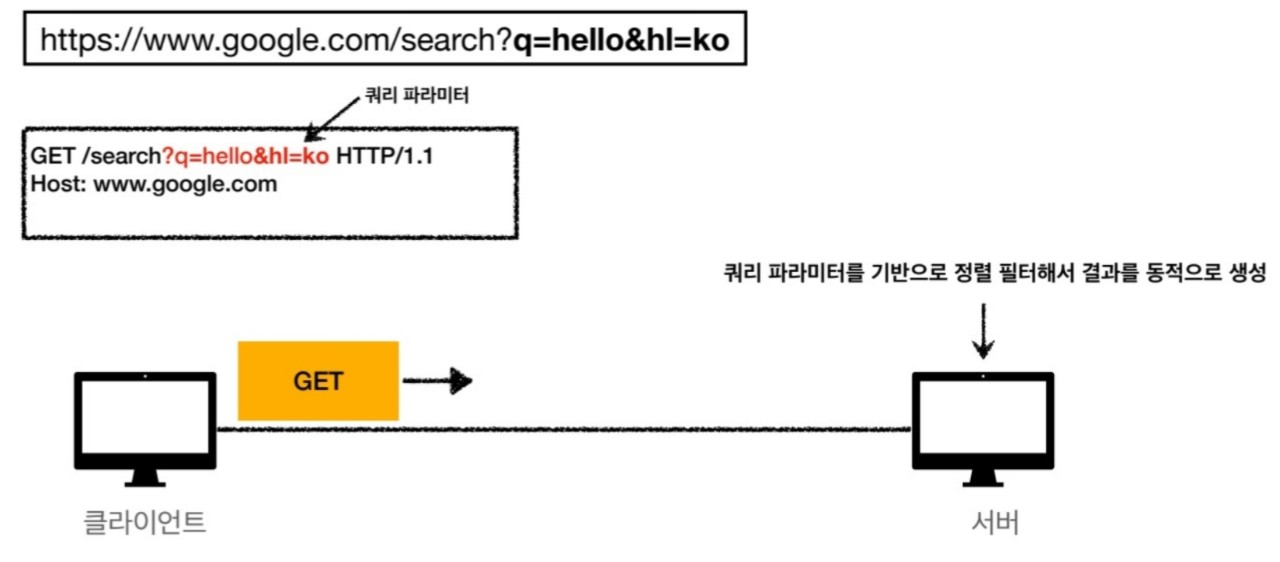 https://www.google.com/search?q=hello&hl=ko
쿼리 파라미터
GET /search?q=hello&hl=ko HTTP/1.1
Host: www.google.com
쿼리 파라미터를 기반으로 정렬 필터해서 결과를 동적으로 생성
GET
클라이언트
서버